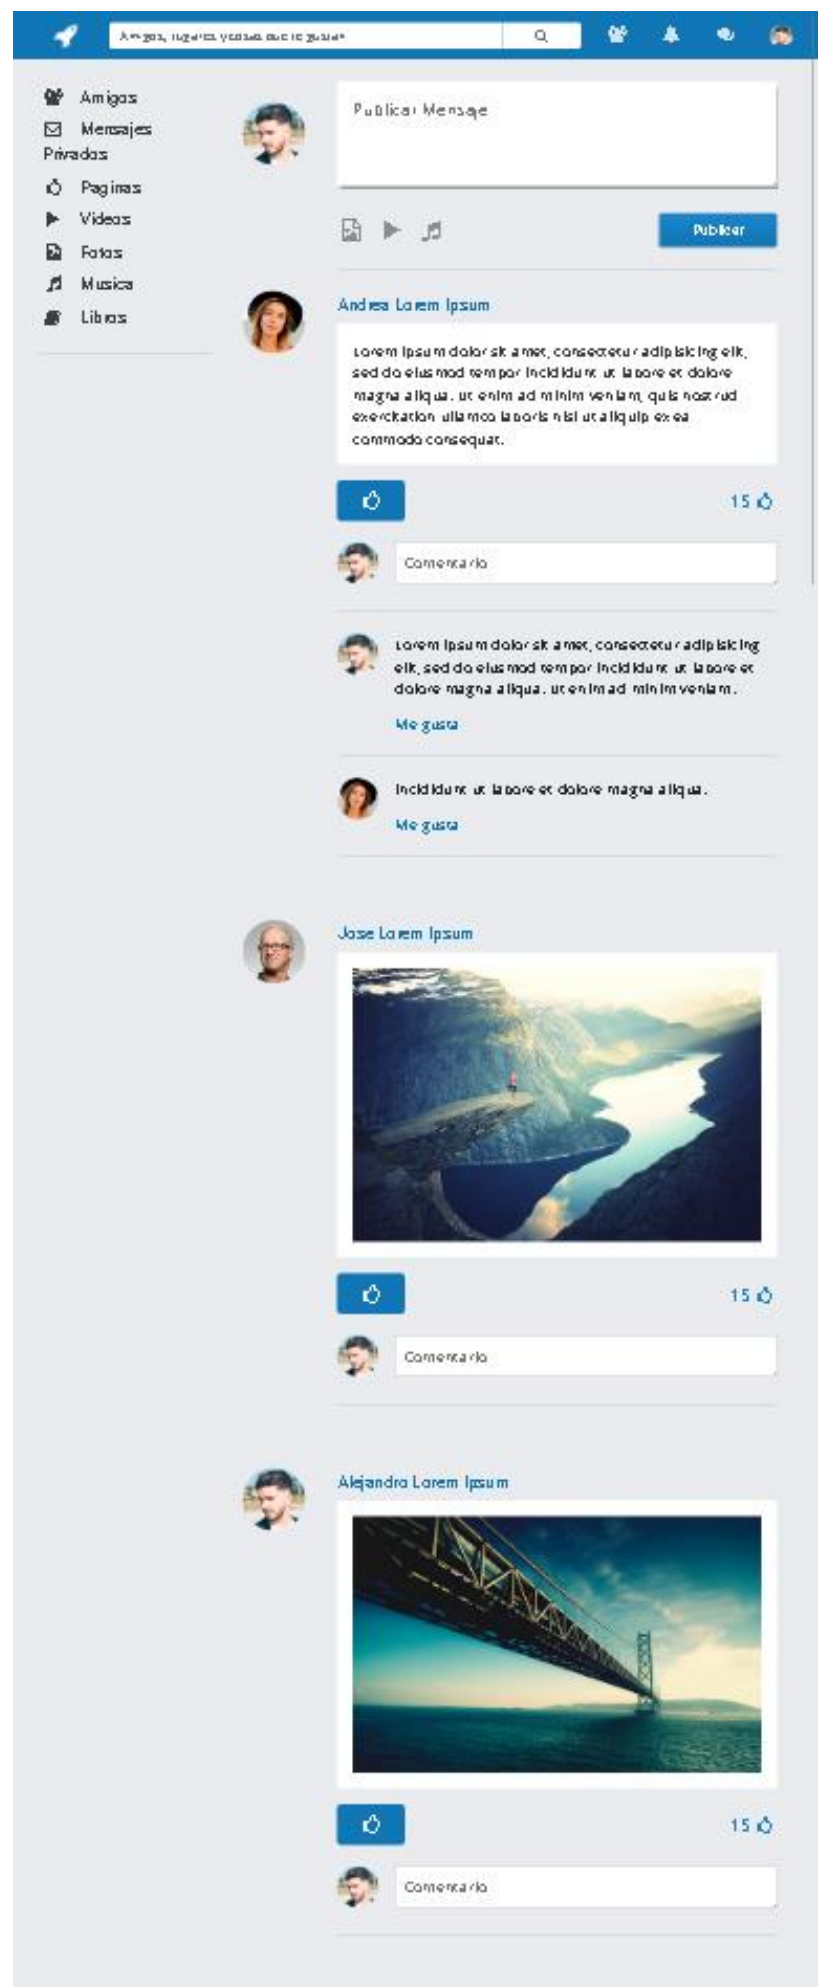 Amigos, lugares y cosas que te gustan
Amigos
Mensajes
Privados
Paginas
Videos
Fotos
Musica
Libros
Publicar Mensaje
Publicar
Andrea Lorem Ipsum
Lorem ipsum dolor sit amet, consectetur adipisicing elit,
sed do eiusmod tempor incididunt ut labore et dolore
magna aliqua. ut enim ad minim veniam, quis nostrud
exercitation ullamco laboris nisi ut aliquip ex ea
commodo consequat.
15
Comentario
Lorem ipsum dolor sit amet, consectetur adipisicing
elit, sed do eiusmod tempor incididunt ut labore et
dolore magna aliqua. ut enim ad minim veniam.
Me gusta
Incididunt ut labore et dolore magna aliqua.
Me gusta
Jose Lorem Ipsum
15
Comentario
Alejandro Lorem Ipsum
15
Comentario